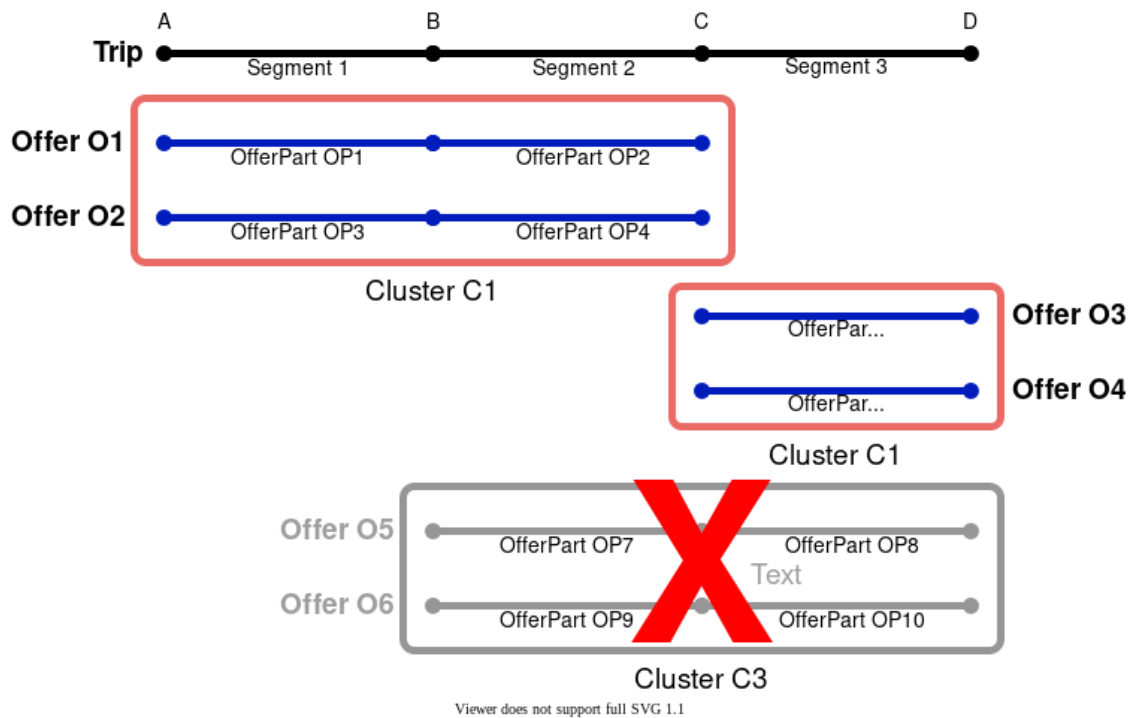 A B C D
Trip
Segment 1 Segment 2 Segment 3
Offer O1
OfferPart OP1 OfferPart OP2
Offer O2
OfferPart OP3 OfferPart OP4
Cluster C1
Offer O3
OfferPar...
Offer O4
OfferPar...
Cluster C1
Offer O5
OfferPart OP7 OfferPart OP8
Text
Offer O6
OfferPart OP9 OfferPart OP10
Cluster C3
Viewer does not support full SVG 1.1